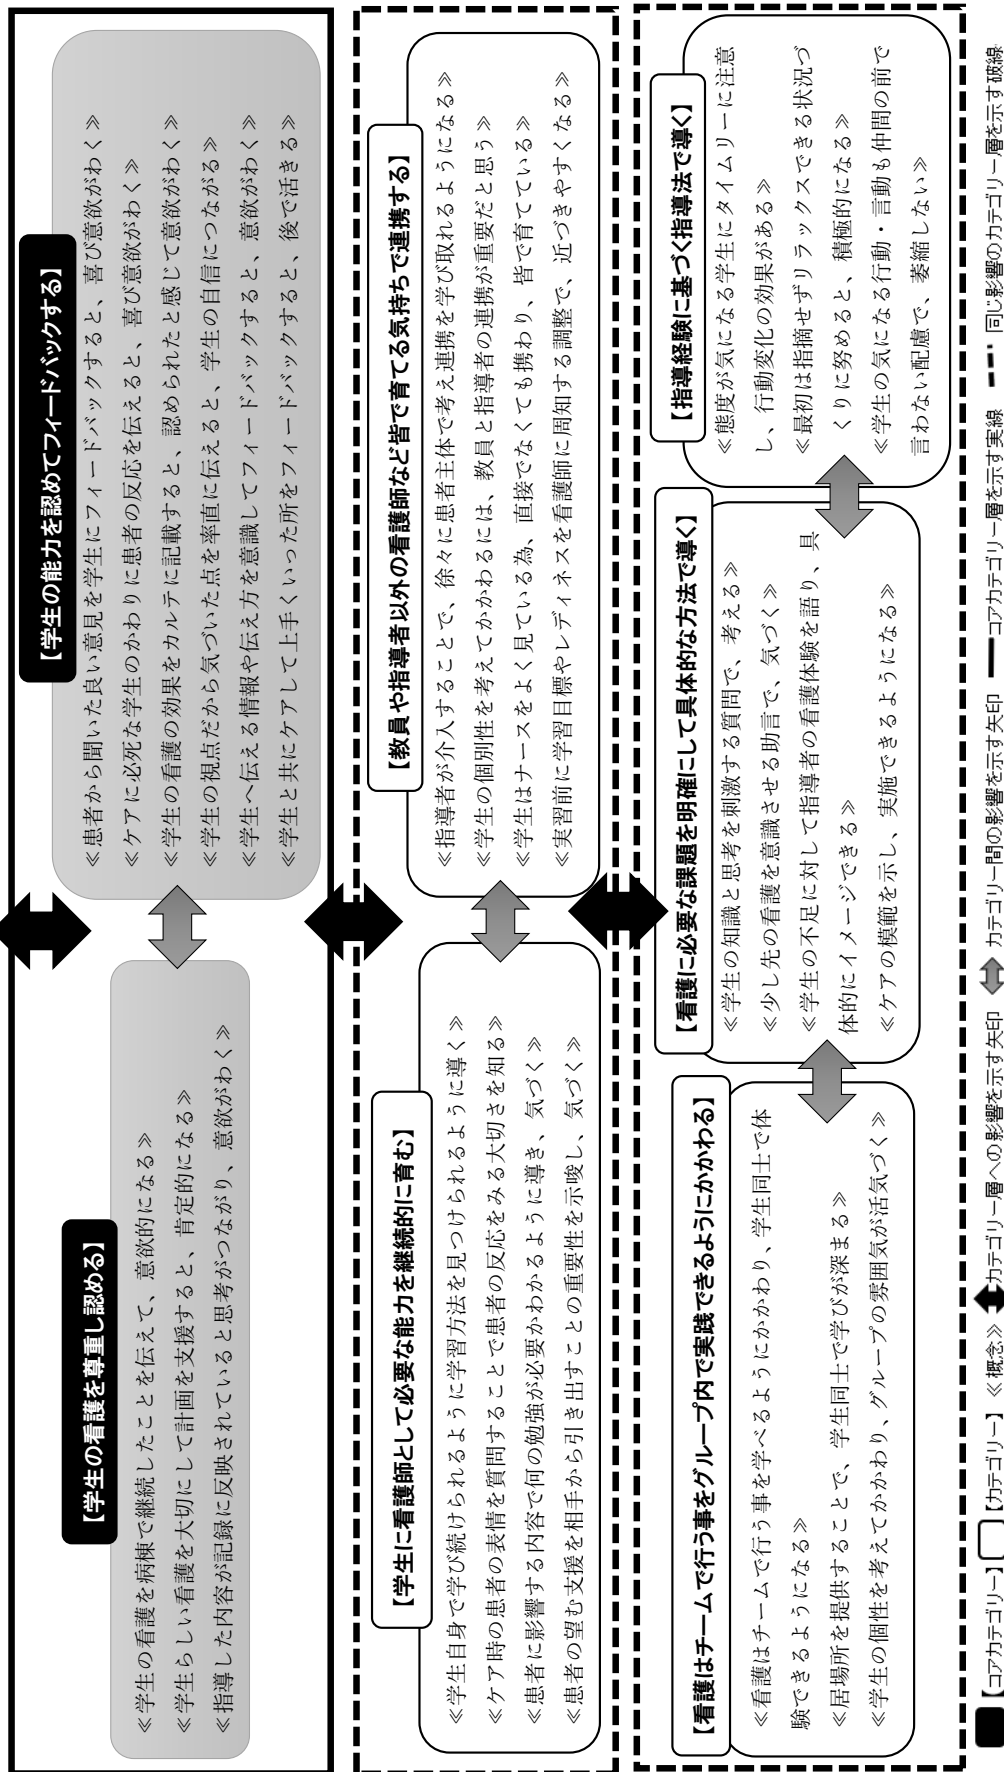 【学生の看護を尊重し認める】
≪学生の看護を病棟で継続したことを伝えて、意欲的になる≫
≪学生らしい看護を大切にして計画を支援すると、肯定的になる≫
≪指導した内容が記録に反映されていると思考がつながり、意欲がわく≫
【学生の能力を認めてフィードバックする】
≪患者から聞いた良い意見を学生にフィードバックすると、喜び意欲がわく≫
≪ケアに必死な学生のかわりに患者の反応を伝えると、喜び意欲がわく≫
≪学生の看護の効果をカルテに記載すると、認められたと感じて意欲がわく≫
≪学生の視点だから気づいた点を率直に伝えると、学生の自信につながる≫
≪学生へ伝える情報や伝え方を意識してフィードバックすると、意欲がわく≫
≪学生と共にケアして上手くいった所をフィードバックすると、後で活きる≫
【学生に看護師として必要な能力を継続的に育む】
≪学生自身で学び続けられるように学習方法を見つけられるように導く≫
≪ケア時の患者の表情を質問することで患者の反応をみる大切さを知る≫
≪患者に影響する内容で何の勉強が必要かわかるように導き、気づく≫
≪患者の望む支援を相手から引き出すことの重要性を示唆し、気づく≫
【教員や指導者以外の看護師など皆で育てる気持ちで連携する】
≪指導者が介入することで、徐々に患者主体で考え連携を学び取れるようになる≫
≪学生の個別性を考えてかかわるには、教員と指導者の連携が重要だと思う≫
≪学生はナースをよく見ている為、直接でなくても携わり、皆で育てている≫
≪実習前に学習目標やレディネスを看護師に周知する調整で、近づきやすくなる≫
【看護はチームで行う事をグループ内で実践できるようにかかわる】
≪看護はチームで行う事を学べるようにかかわり、学生同士で体
験できるようになる≫
≪居場所を提供することで、学生同士で学びが深まる≫
≪学生の個性を考えてかかわり、グループの雰囲気が活気づく≫
【看護に必要な課題を明確にして具体的な方法で導く】
≪学生の知識と思考を刺激する質問で、考える≫
≪少し先の看護を意識させる助言で、気づく≫
≪学生の不足に対して指導者の看護体験を語り、具
体的にイメージできる≫
≪ケアの模範を示し、実施できるようになる≫
【指導経験に基づく指導法で導く】
≪態度が気になる学生にタイムリーに注意
し、行動変化の効果がある≫
≪最初は指摘せずリラックスできる状況づ
くりに努めると、積極的になる≫
≪学生の気になる行動・言動も仲間の前で
言わない配慮で、萎縮しない≫
【コアカテゴリー】 【カテゴリー】 ≪概念≫ カテゴリー層への影響を示す矢印 カテゴリー間の影響を示す矢印 コアカテゴリー層を示す実線 同じ影響のカテゴリー層を示す破線